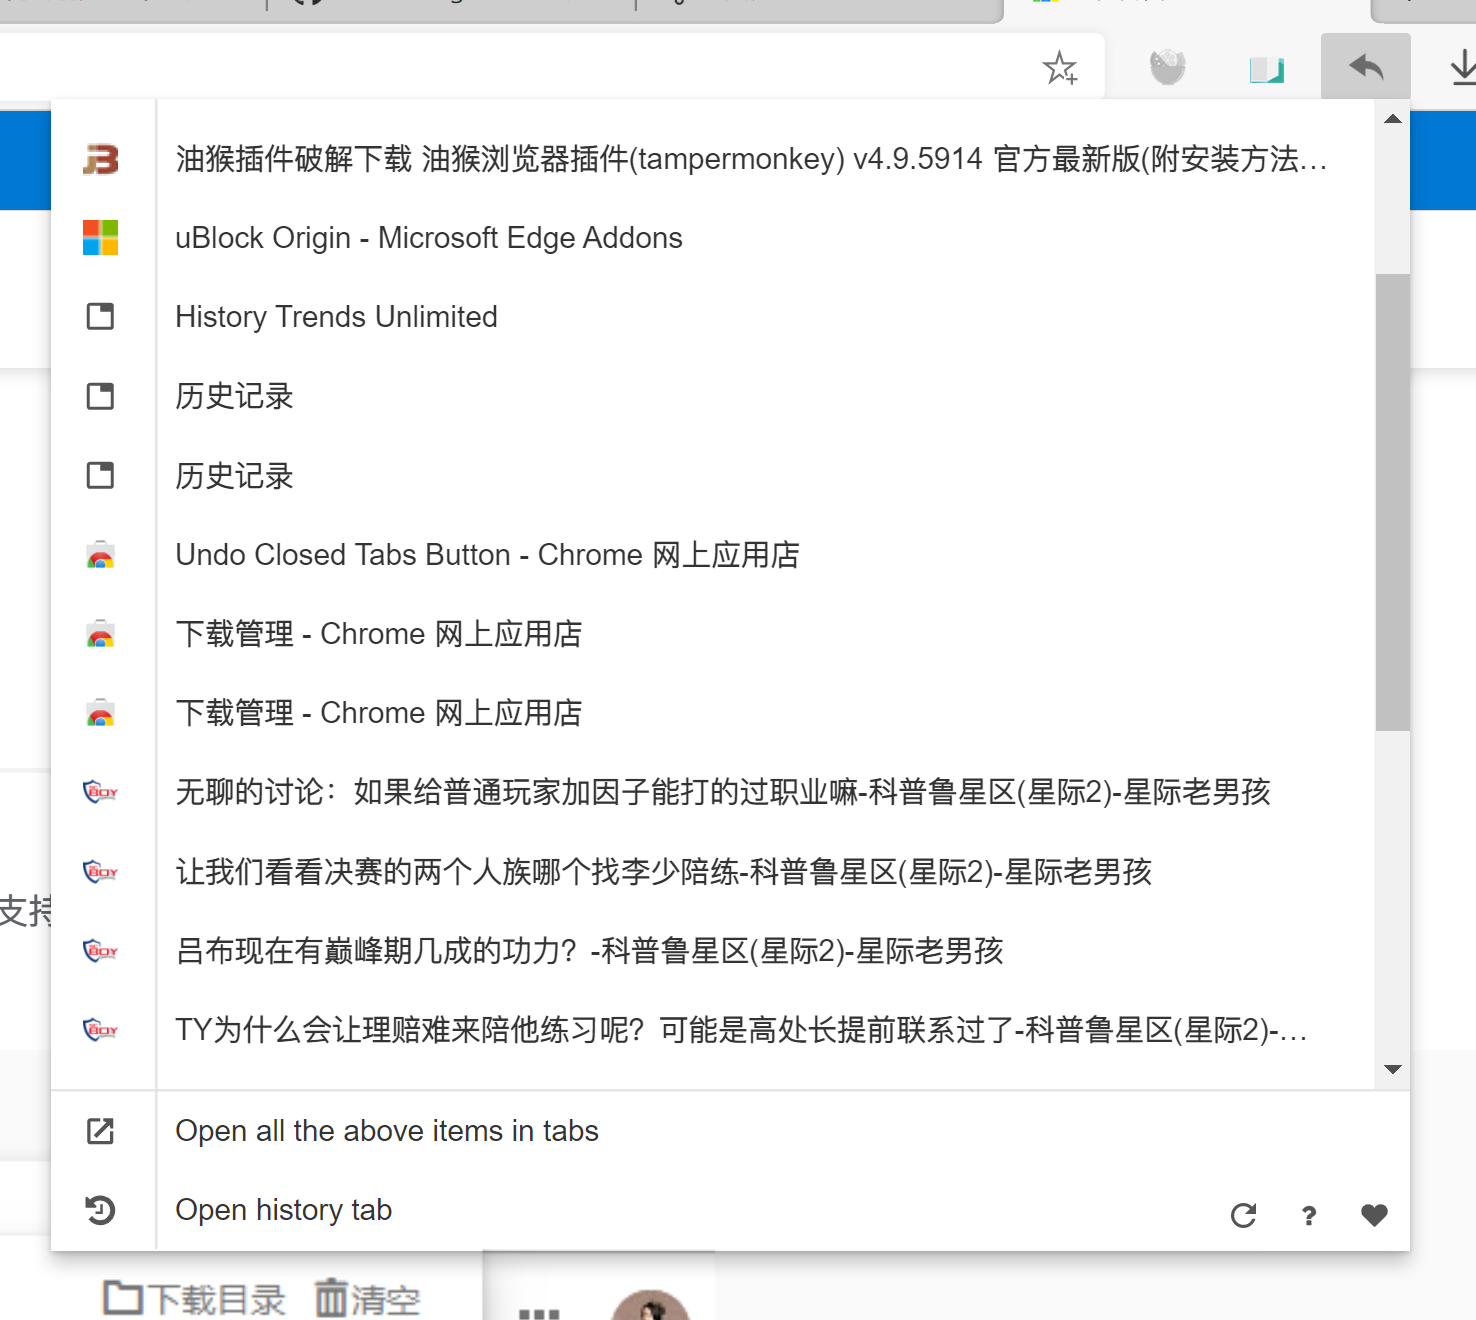 油猴插件破解下载 油猴浏览器插件(tampermonkey) v4.9.5914 官方最新版(附安装方法…
uBlock Origin - Microsoft Edge Addons
History Trends Unlimited
历史记录
历史记录
Undo Closed Tabs Button - Chrome 网上应用店
下载管理 - Chrome 网上应用店
下载管理 - Chrome 网上应用店
无聊的讨论：如果给普通玩家加因子能打的过职业嘛-科普鲁星区(星际2)-星际老男孩
让我们看看决赛的两个人族哪个找李少陪练-科普鲁星区(星际2)-星际老男孩
支持
吕布现在有巅峰期几成的功力？-科普鲁星区(星际2)-星际老男孩
TY为什么会让理赔难来陪他练习呢？可能是高处长提前联系过了-科普鲁星区(星际2)-…
Open all the above items in tabs
Open history tab
下载目录 清空